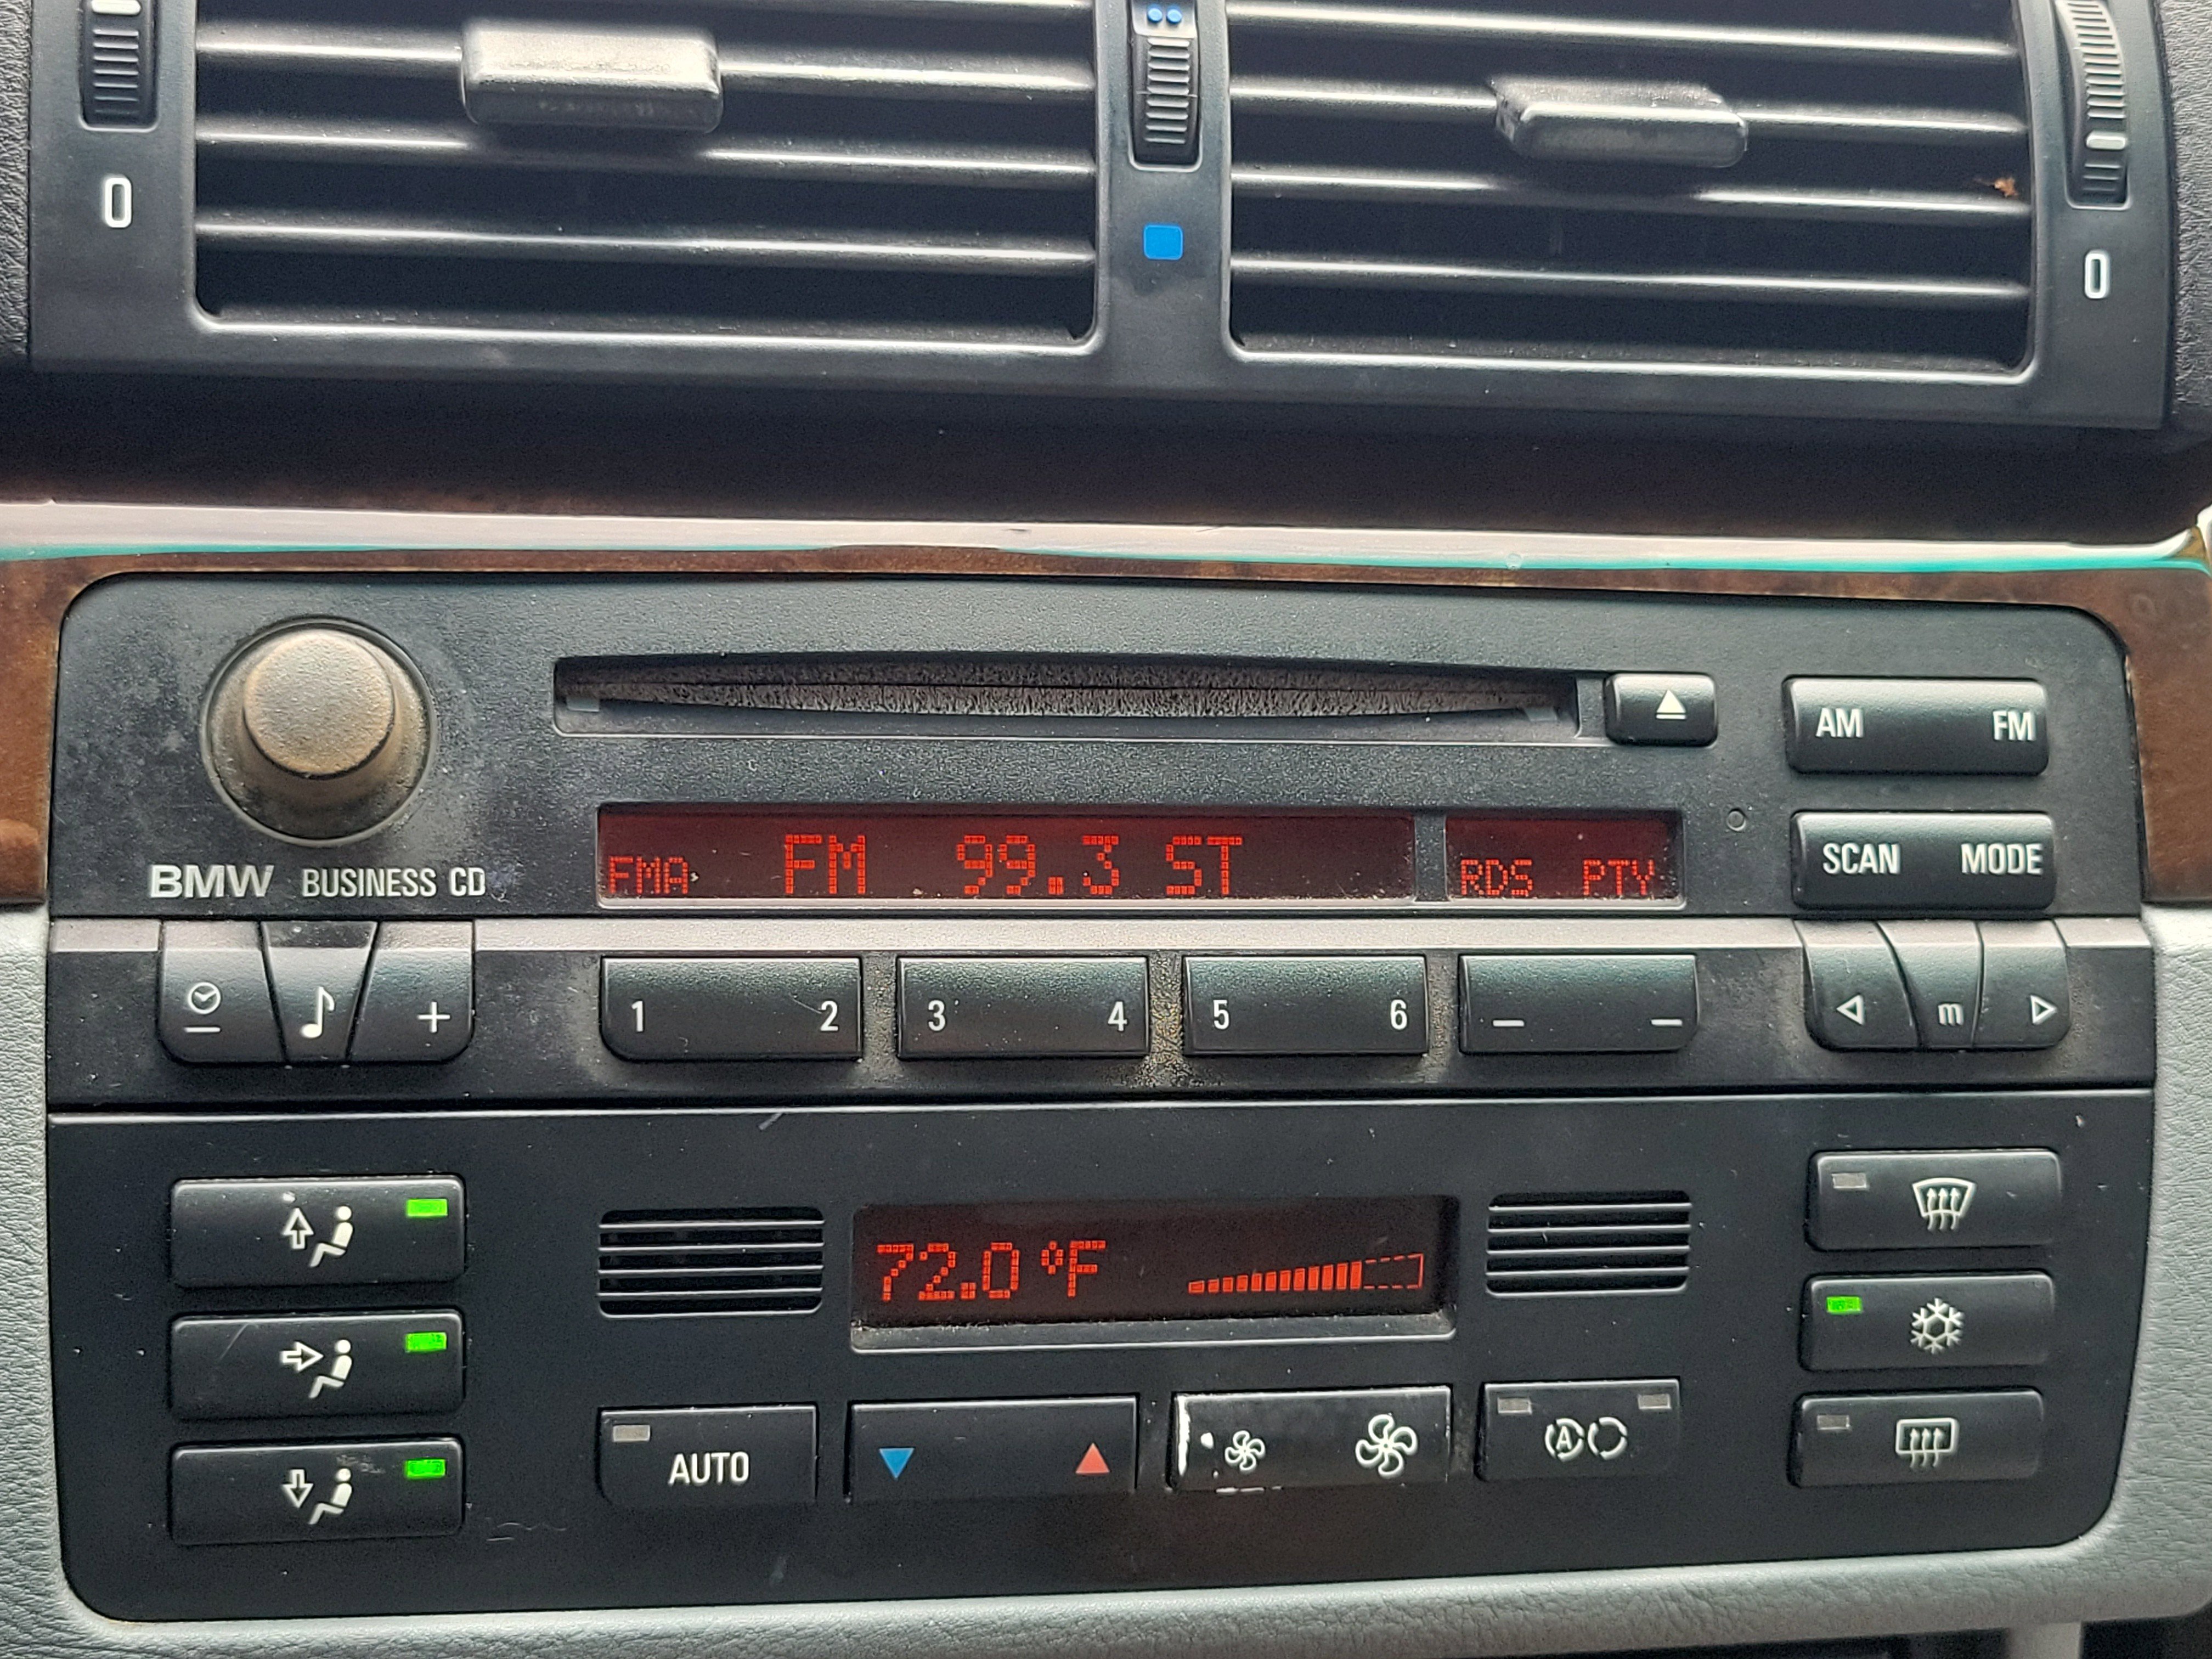 0
0
AM FM
FMA FM 99.3 ST RDS PTY
SCAN MODE
BMW BUSINESS CD
1 2 3 4 5 6 m
72.0 °F
AUTO
A